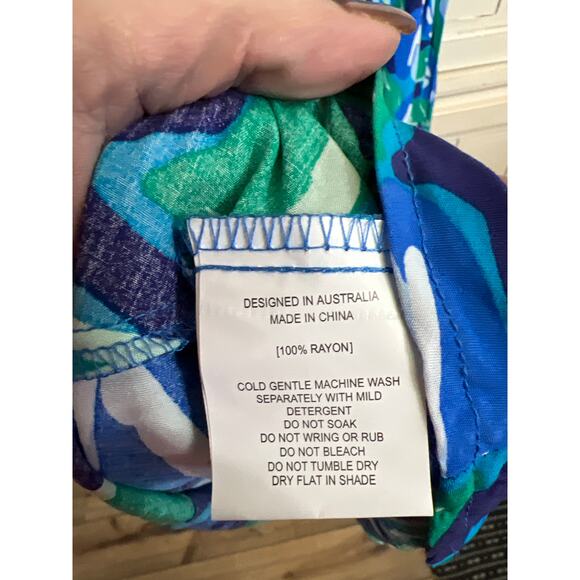 DESIGNED IN AUSTRALIA
MADE IN CHINA
[100% RAYON]
COLD GENTLE MACHINE WASH
SEPARATELY WITH MILD
DETERGENT
DO NOT SOAK
DO NOT WRING OR RUB
DO NOT BLEACH
DO NOT TUMBLE DRY
DRY FLAT IN SHADE